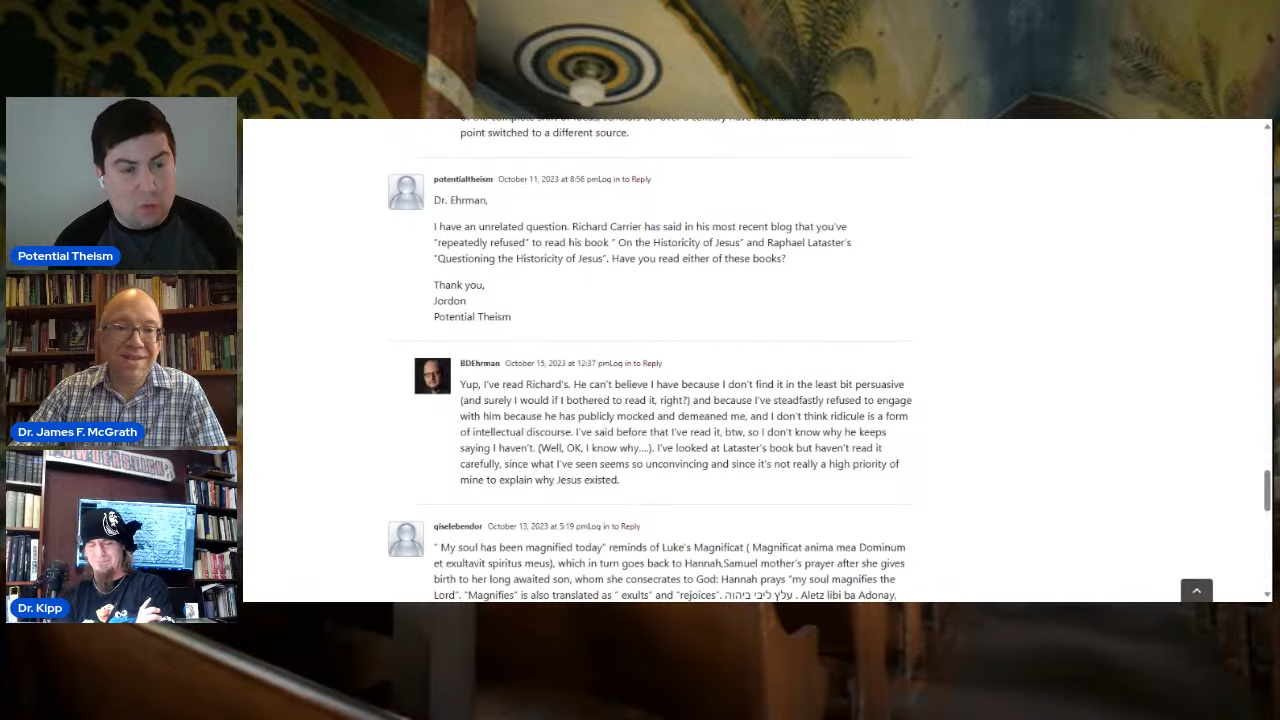 Potential Theism
Dr. James F. McGrath
Dr. Kipp
point switched to a different source.
potentialtheism October 11, 2023 at 8:56 pmLog in to Reply
Dr. Ehrman,
I have an unrelated question. Richard Carrier has said in his most recent blog that you've
"repeatedly refused" to read his book " On the Historicity of Jesus" and Raphael Lataster's
"Questioning the Historicity of Jesus". Have you read either of these books?
Thank you,
Jordon
Potential Theism
BDEhrman October 15, 2023 at 12:37 pmLog in to Reply
Yup, I've read Richard's. He can't believe I have because I don't find it in the least bit persuasive
(and surely I would if I bothered to read it, right?) and because I've steadfastly refused to engage
with him because he has publicly mocked and demeaned me, and I don't think ridicule is a form
of intellectual discourse. I've said before that I've read it, btw, so I don't know why he keeps
saying I haven't. (Well, OK, I know why....). I've looked at Lataster's book but haven't read it
carefully, since what I've seen seems so unconvincing and since it's not really a high priority of
mine to explain why Jesus existed.
giselebendor October 13, 2023 at 5:19 pmLog in to Reply
" My soul has been magnified today" reminds of Luke's Magnificat ( Magnificat anima mea Dominum
et exultavit spiritus meus), which in turn goes back to Hannah,Samuel mother's prayer after she gives
birth to her long awaited son, whom she consecrates to God: Hannah prays "my soul magnifies the
Lord". "Magnifies" is also translated as " exults" and "rejoices". עלץ ליבי ביהוה . Aletz libi ba Adonay,